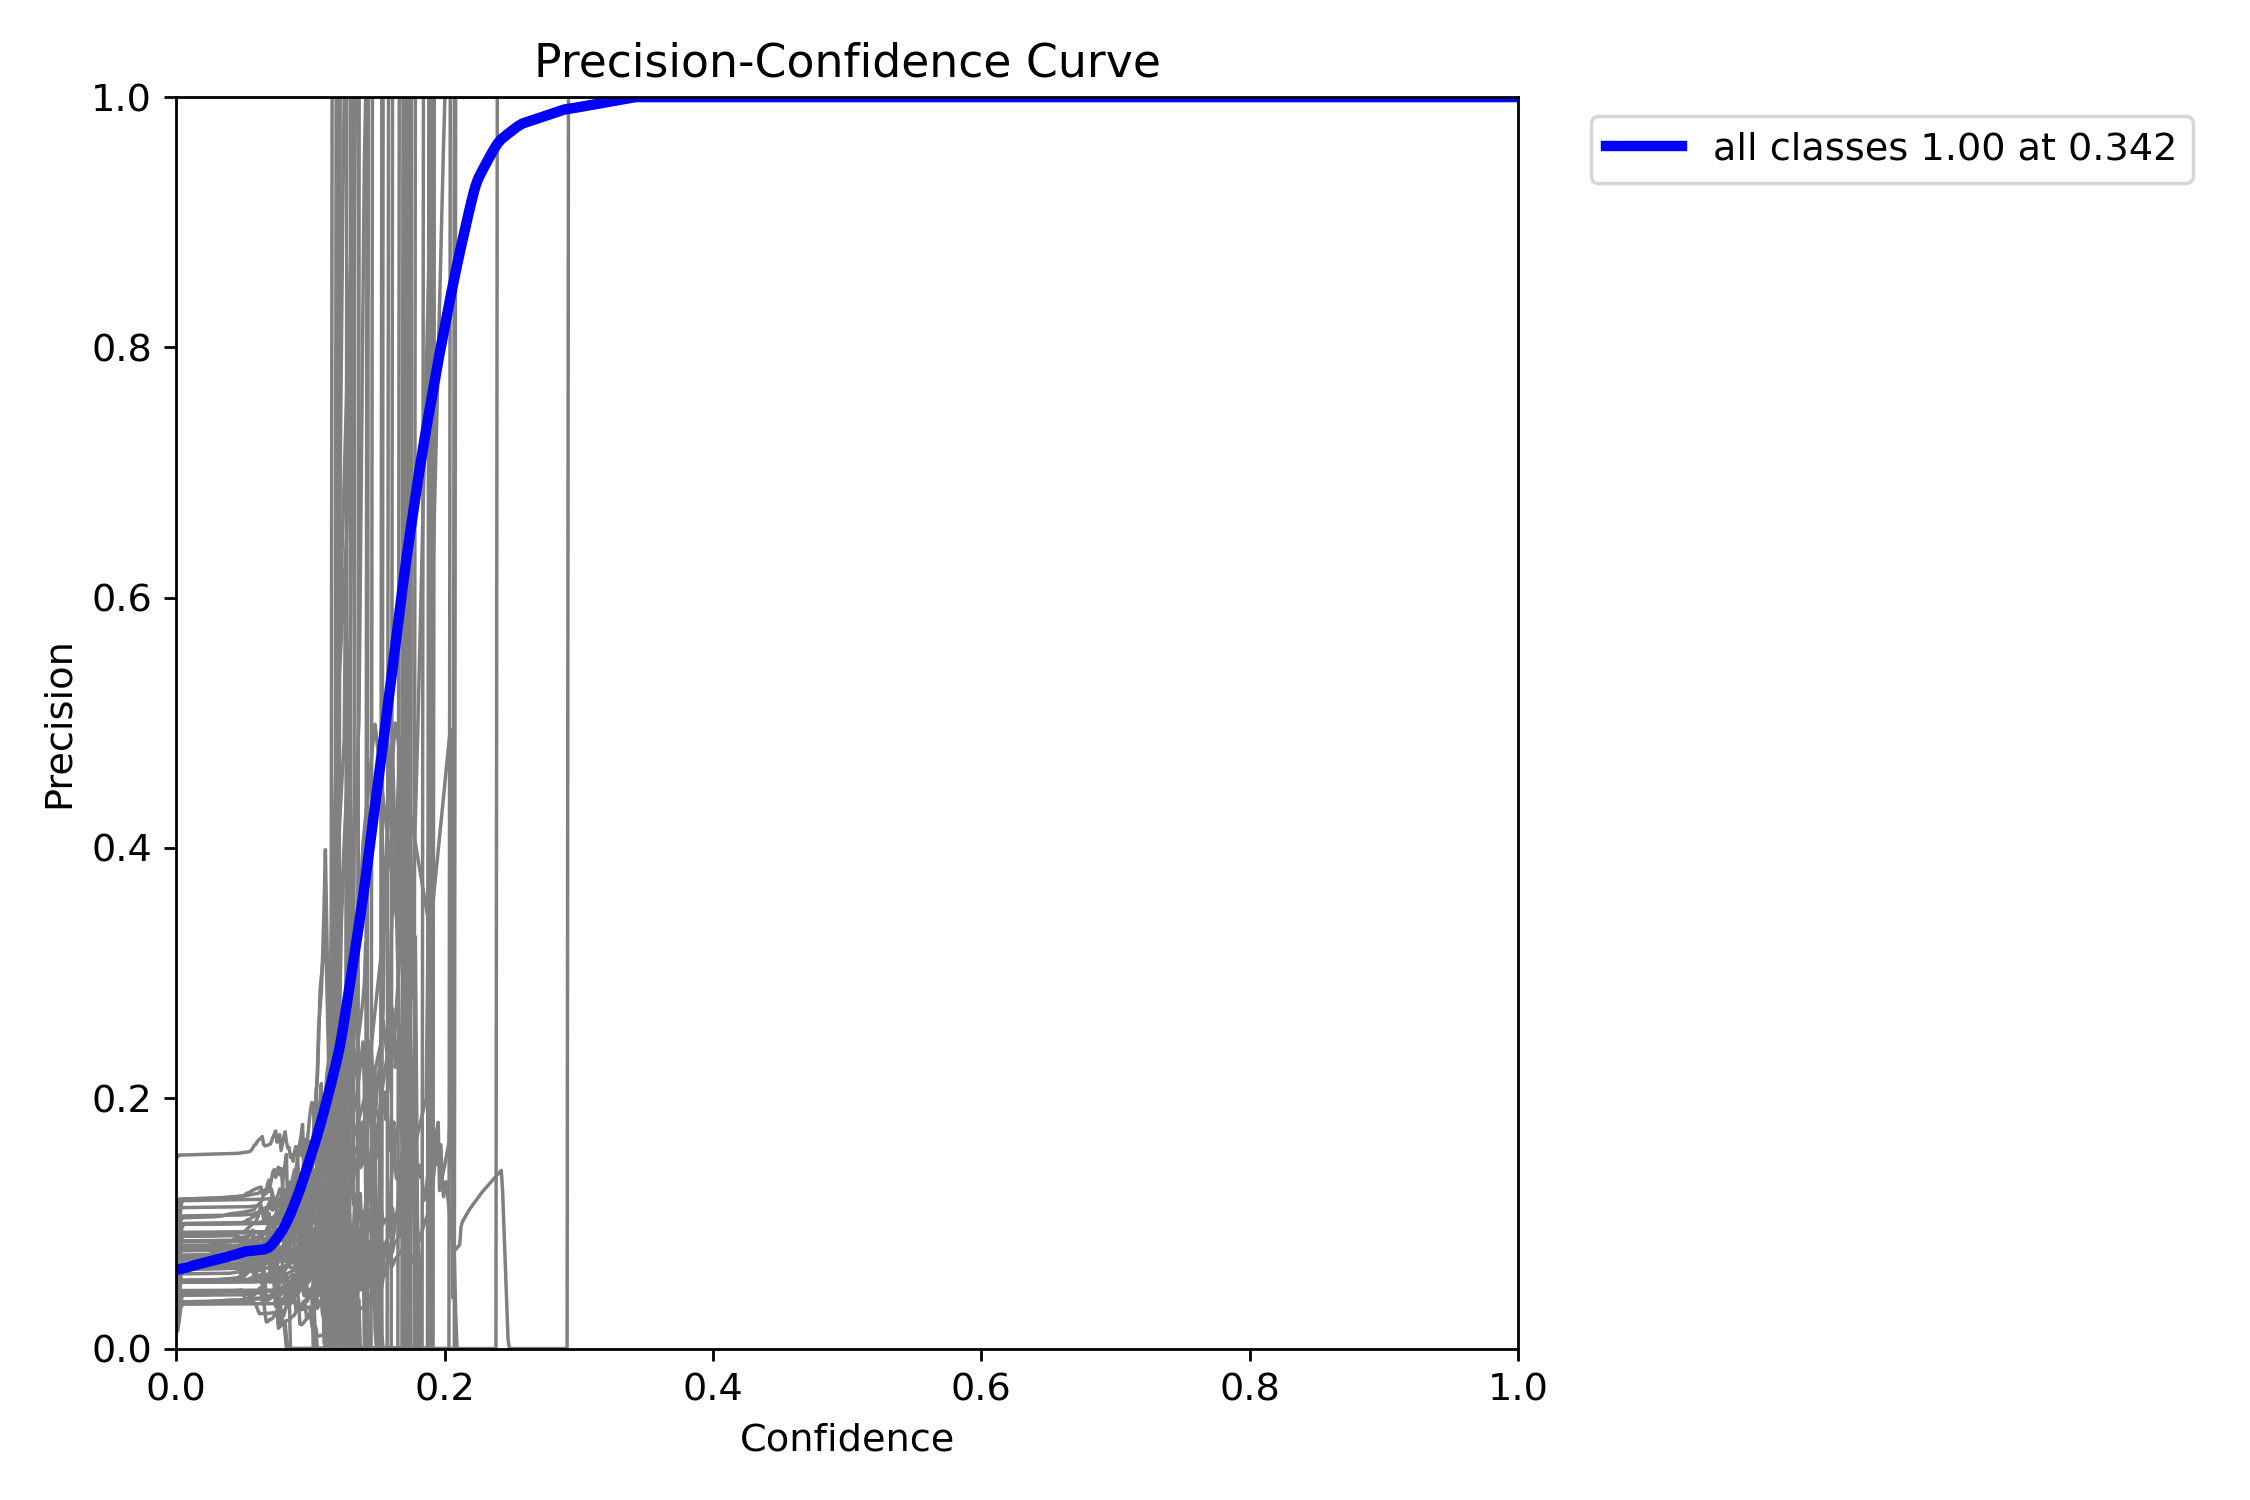 Precision-Confidence Curve
1.0
0.8
0.6
0.4
0.2
0.0
Precision
0.0 0.2 0.4 0.6 0.8 1.0
Confidence
all classes 1.00 at 0.342